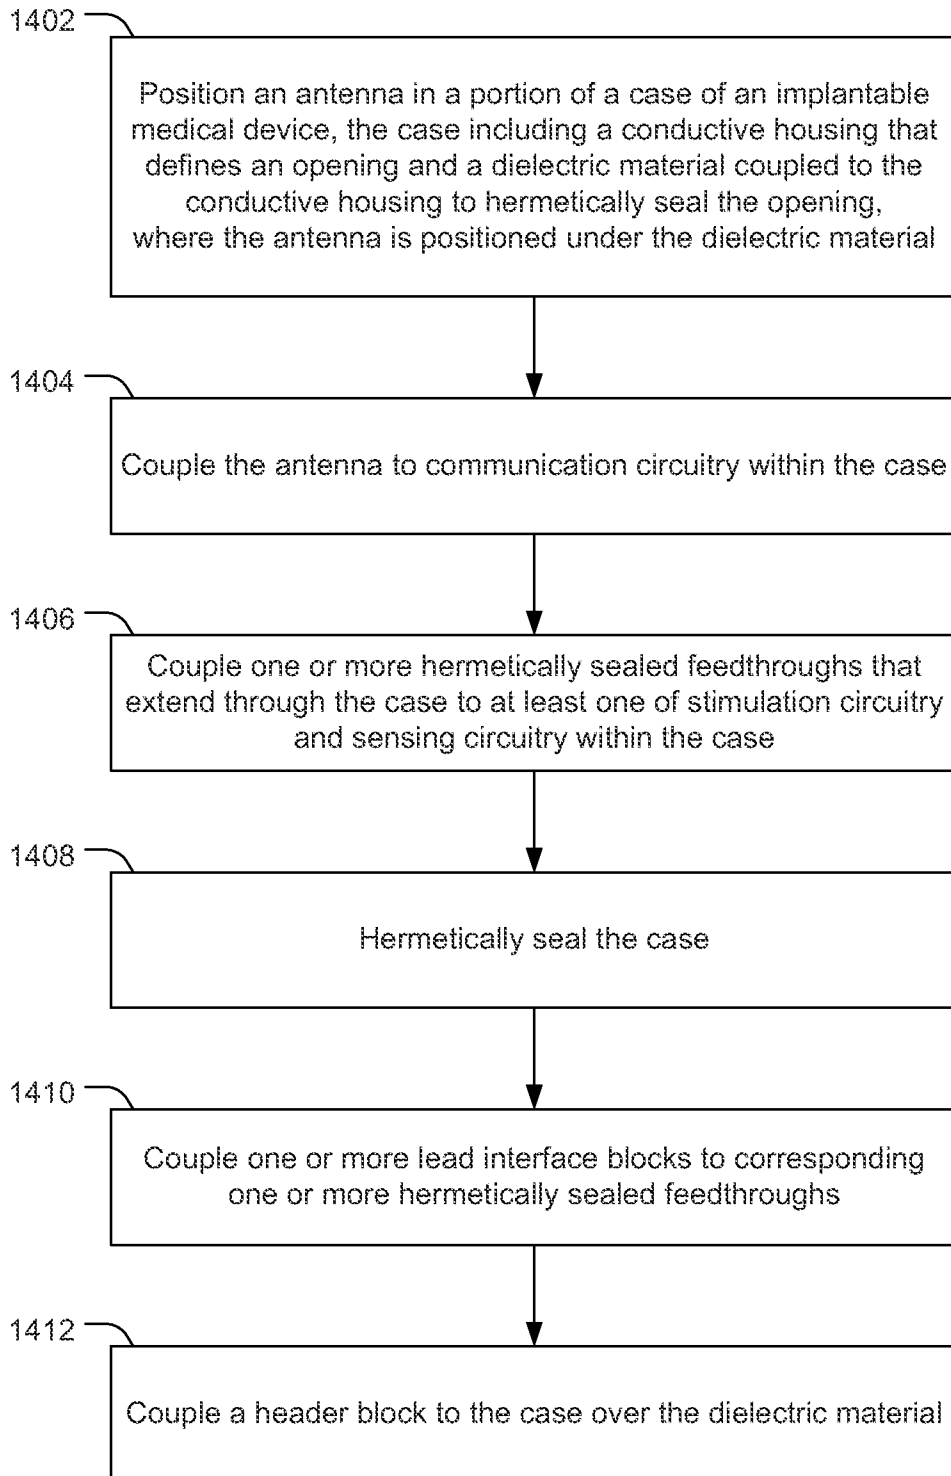 1402
Position an antenna in a portion of a case of an implantable
medical device, the case including a conductive housing that
defines an opening and a dielectric material coupled to the
conductive housing to hermetically seal the opening,
where the antenna is positioned under the dielectric material
1404
Couple the antenna to communication circuitry within the case
1406
Couple one or more hermetically sealed feedthroughs that
extend through the case to at least one of stimulation circuitry
and sensing circuitry within the case
1408
Hermetically seal the case
1410
Couple one or more lead interface blocks to corresponding
one or more hermetically sealed feedthroughs
1412
Couple a header block to the case over the dielectric material